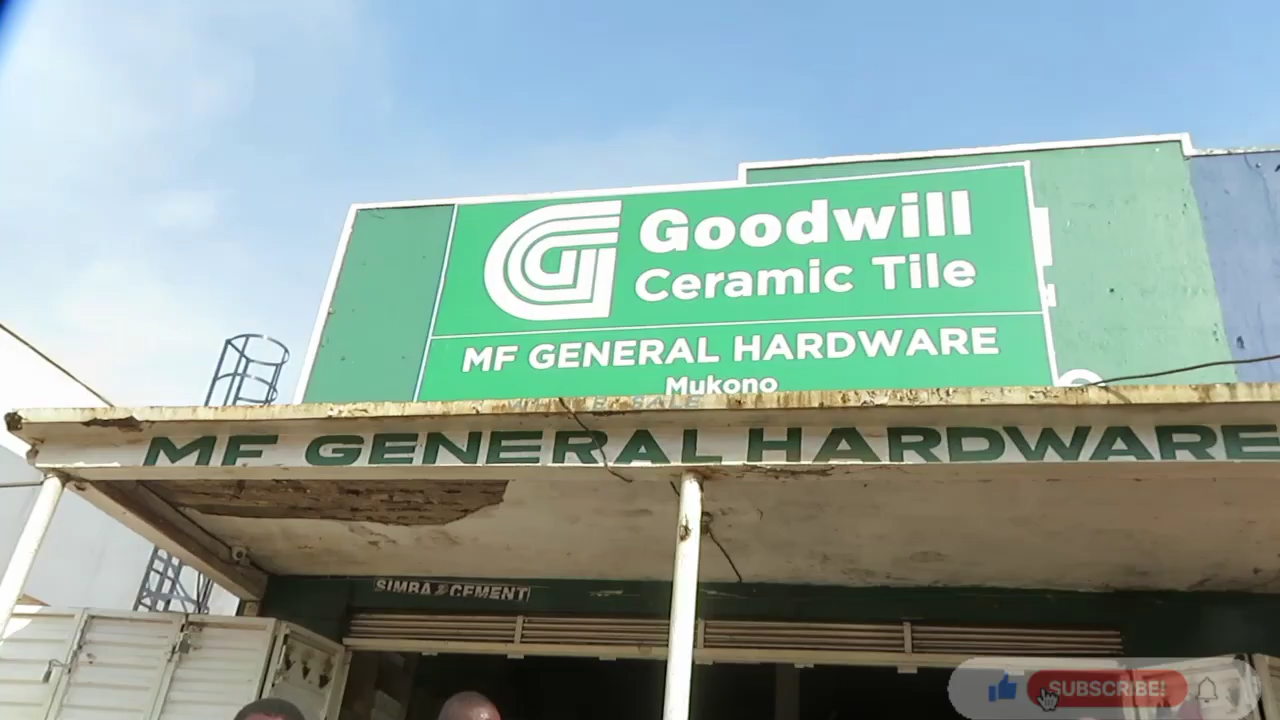 Goodwill
Ceramic Tile
MF GENERAL HARDWARE
Mukono
MF GENERAL HARDWARE
SIMBA CEMENT
SUBSCRIBE!